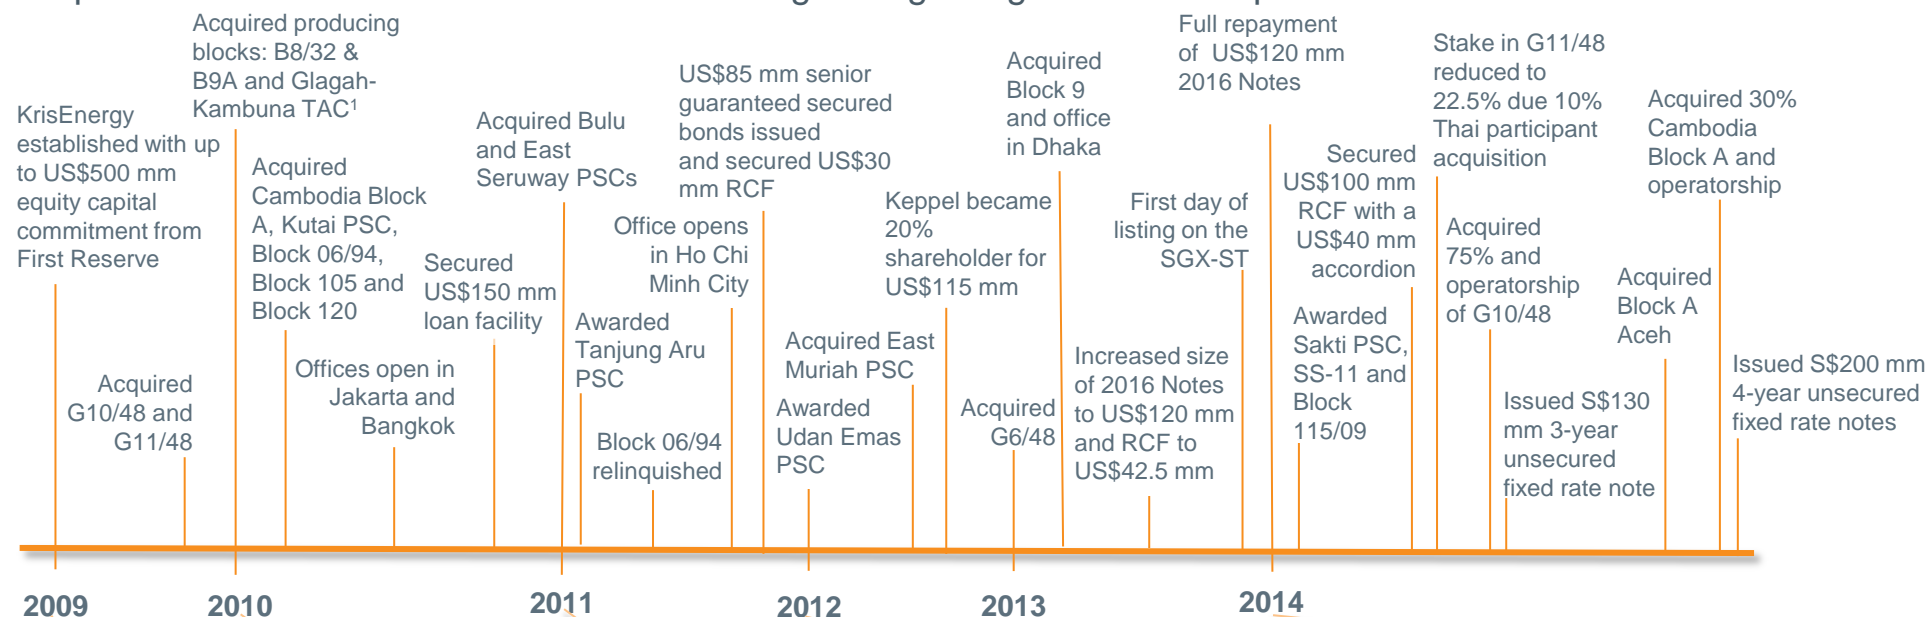 KrisEnergy
established with up
to US$500 mm
equity capital
commitment from
First Reserve
Acquired
G10/48 and
G11/48
Acquired producing
blocks: B8/32 &
B9A and Glagah-
Kambuna TAC¹
Acquired
Cambodia Block
A, Kutai PSC,
Block 06/94,
Block 105 and
Block 120
Offices open in
Jakarta and
Bangkok
Secured
US$150 mm
loan facility
Acquired Bulu
and East
Seruway PSCs
Awarded
Tanjung Aru
PSC
Block 06/94
relinquished
Office opens
in Ho Chi
Minh City
US$85 mm senior
guaranteed secured
bonds issued
and secured US$30
mm RCF
Awarded
Udan Emas
PSC
Acquired East
Muriah PSC
Keppel became
20%
shareholder for
US$115 mm
Acquired
G6/48
Acquired
Block 9
and office
in Dhaka
Increased size
of 2016 Notes
to US$120 mm
and RCF to
US$42.5 mm
First day of
listing on the
SGX-ST
Full repayment
of US$120 mm
2016 Notes
Awarded
Sakti PSC,
SS-11 and
Block
115/09
Secured
US$100 mm
RCF with a
US$40 mm
accordion
Stake in G11/48
reduced to
22.5% due 10%
Thai participant
acquisition
Acquired
75% and
operatorship
of G10/48
Issued S$130
mm 3-year
unsecured
fixed rate note
Acquired
Block A
Aceh
Acquired 30%
Cambodia
Block A and
operatorship
Issued S$200 mm
4-year unsecured
fixed rate notes
2009
2010
2011
2012
2013
2014